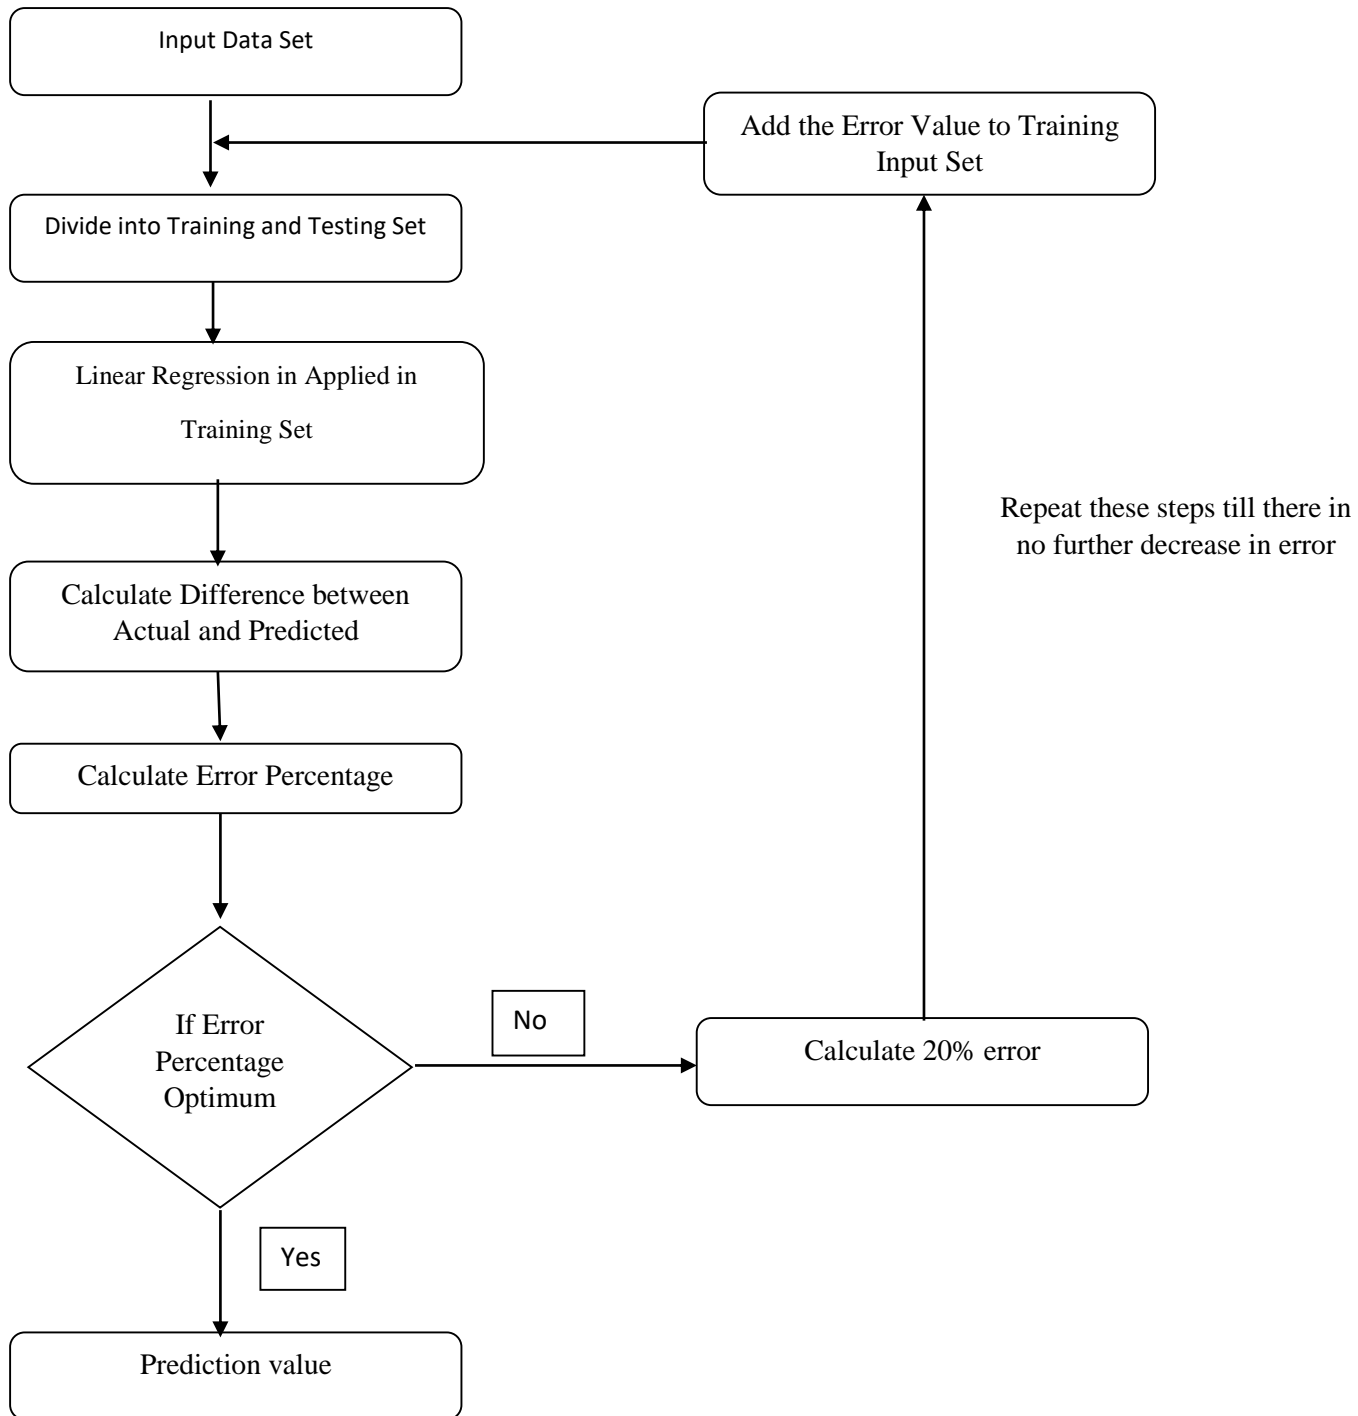 Input Data Set
Add the Error Value to Training
Input Set
Divide into Training and Testing Set
Linear Regression in Applied in
Training Set
Repeat these steps till there in
no further decrease in error
Calculate Difference between
Actual and Predicted
Calculate Error Percentage
If Error
Percentage
Optimum
No
Calculate 20% error
Yes
Prediction value